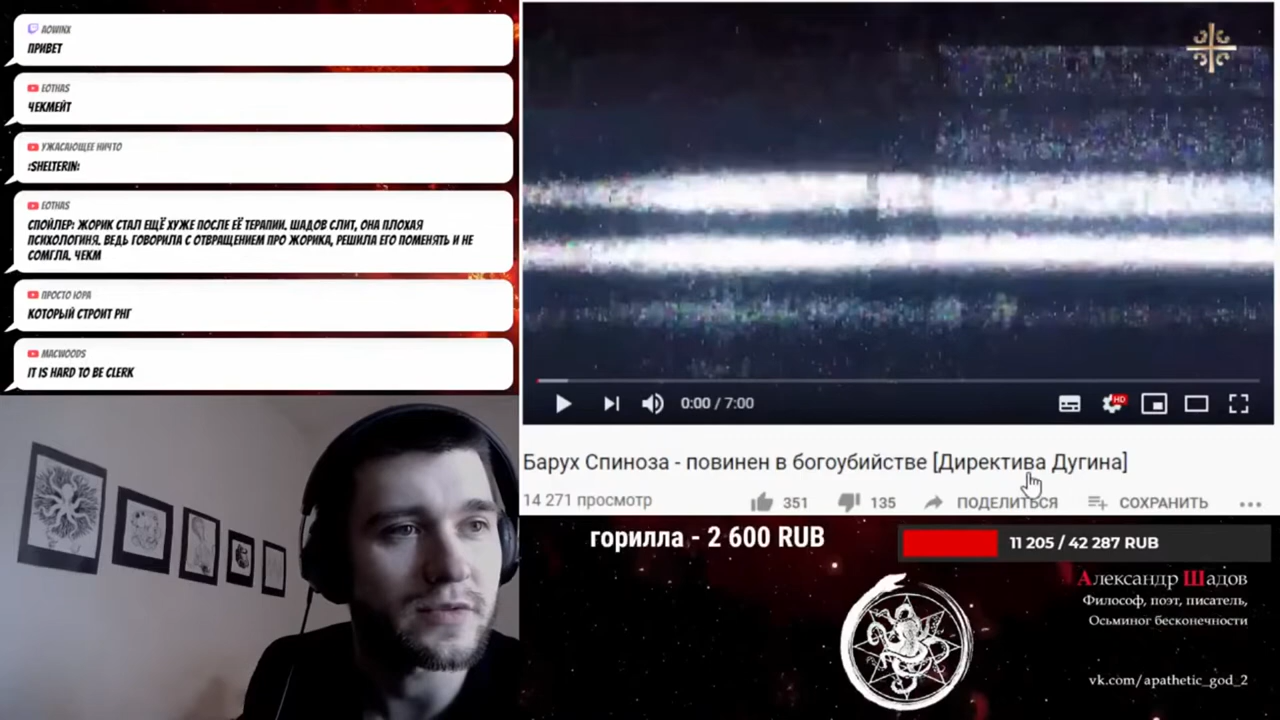 AOWINX
ПРИВЕТ
EOTHAS
ЧЕКМЕЙТ
УЖАСАЮЩЕЕ НИЧТО
:SHELTERIN:
EOTHAS
СПОЙЛЕР: ЖОРИК СТАЛ ЕЩЁ ХУЖЕ ПОСЛЕ ЕЁ ТЕРАПИИ. ШАДОВ СЛИТ, ОНА ПЛОХАЯ
ПСИХОЛОГИНЯ. ВЕДЬ ГОВОРИЛА С ОТВРАЩЕНИЕМ ПРО ЖОРИКА, РЕШИЛА ЕГО ПОМЕНЯТЬ И НЕ
СОМГЛА. ЧЕКМ
ПРОСТО ЮРА
КОТОРЫЙ СТРОИТ РНГ
MACWOODS
IT IS HARD TO BE CLERK
0:00 / 7:00
HD
Барух Спиноза - повинен в богоубийстве [Директива Дугина]
14 271 просмотр
351
135
ПОДЕЛИТЬСЯ
СОХРАНИТЬ
горилла - 2 600 RUB
11 205 / 42 287 RUB
Александр Шадов
Философ, поэт, писатель,
Осьминог бесконечности
vk.com/apathetic_god_2